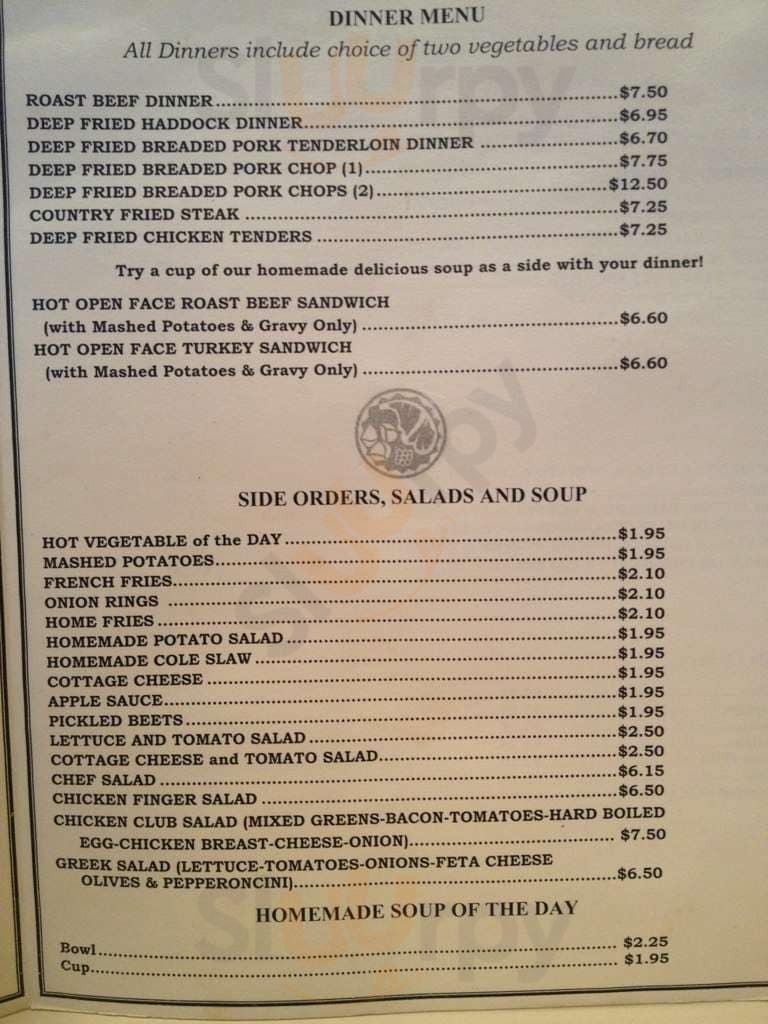 DINNER MENU
All Dinners include choice of two vegetables and bread
ROAST BEEF DINNER $7.50
DEEP FRIED HADDOCK DINNER $6.95
DEEP FRIED BREADED PORK TENDERLOIN DINNER $6.70
DEEP FRIED BREADED PORK CHOP (1) $7.75
DEEP FRIED BREADED PORK CHOPS (2) $12.50
COUNTRY FRIED STEAK $7.25
DEEP FRIED CHICKEN TENDERS $7.25
Try a cup of our homemade delicious soup as a side with your dinner!
HOT OPEN FACE ROAST BEEF SANDWICH
(with Mashed Potatoes & Gravy Only) $6.60
HOT OPEN FACE TURKEY SANDWICH
(with Mashed Potatoes & Gravy Only) $6.60
SIDE ORDERS, SALADS AND SOUP
HOT VEGETABLE of the DAY $1.95
MASHED POTATOES $1.95
FRENCH FRIES $2.10
ONION RINGS $2.10
HOME FRIES $2.10
HOMEMADE POTATO SALAD $1.95
HOMEMADE COLE SLAW $1.95
COTTAGE CHEESE $1.95
APPLE SAUCE $1.95
PICKLED BEETS $1.95
LETTUCE AND TOMATO SALAD $2.50
COTTAGE CHEESE and TOMATO SALAD $2.50
CHEF SALAD $6.15
CHICKEN FINGER SALAD $6.50
CHICKEN CLUB SALAD (MIXED GREENS-BACON-TOMATOES-HARD BOILED
EGG-CHICKEN BREAST-CHEESE-ONION) $7.50
GREEK SALAD (LETTUCE-TOMATOES-ONIONS-FETA CHEESE
OLIVES & PEPPERONCINI) $6.50
HOMEMADE SOUP OF THE DAY
Bowl $2.25
Cup $1.95
Slurrpy
Slurrpy
Slurrpy